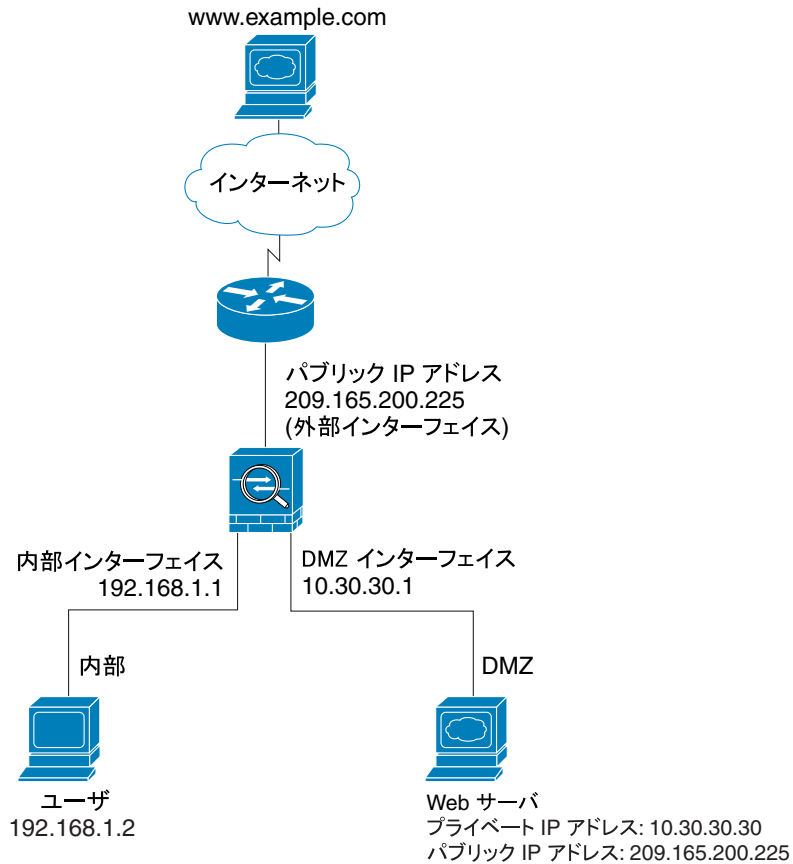 www.example.com
インターネット
パブリック IP アドレス
209.165.200.225
(外部インターフェイス)
内部インターフェイス
192.168.1.1
DMZ インターフェイス
10.30.30.1
内部
DMZ
ユーザ
192.168.1.2
Web サーバ
プライベート IP アドレス: 10.30.30.30
パブリック IP アドレス: 209.165.200.225